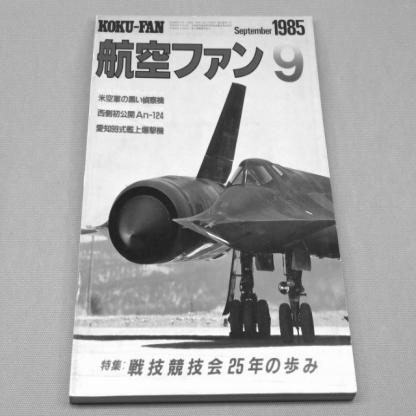 KOKU-FAN
September 1985
航空ファン 9
米空軍の黒い偵察機
西側初公開An-124
愛知99式艦上爆撃機
特集: 戦技競技会25年の歩み